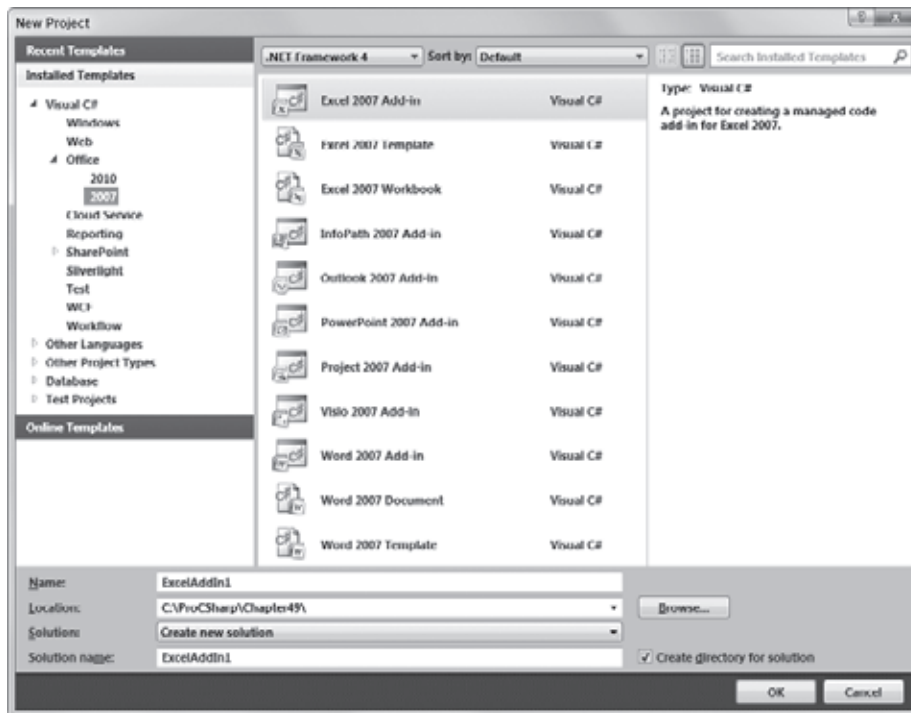 New Project
Recent Templates
Installed Templates
Visual C#
Windows
Web
Office
2010
2007
Cloud Service
Reporting
SharePoint
Silverlight
Test
WCF
Workflow
Other Languages
Other Project Types
Database
Test Projects
Online Templates
.NET Framework 4 Sort by: Default Search Installed Templates
Excel 2007 Add-in Visual C#
Excel 2007 Template Visual C#
Excel 2007 Workbook Visual C#
InfoPath 2007 Add-in Visual C#
Outlook 2007 Add-in Visual C#
PowerPoint 2007 Add-in Visual C#
Project 2007 Add-in Visual C#
Visio 2007 Add-in Visual C#
Word 2007 Add-in Visual C#
Word 2007 Document Visual C#
Word 2007 Template Visual C#
Type: Visual C#
A project for creating a managed code
add-in for Excel 2007.
Name: ExcelAddIn1
Location: C:\ProCSharp\Chapter49\ Browse...
Solution: Create new solution
Solution name: ExcelAddIn1 Create directory for solution
OK Cancel